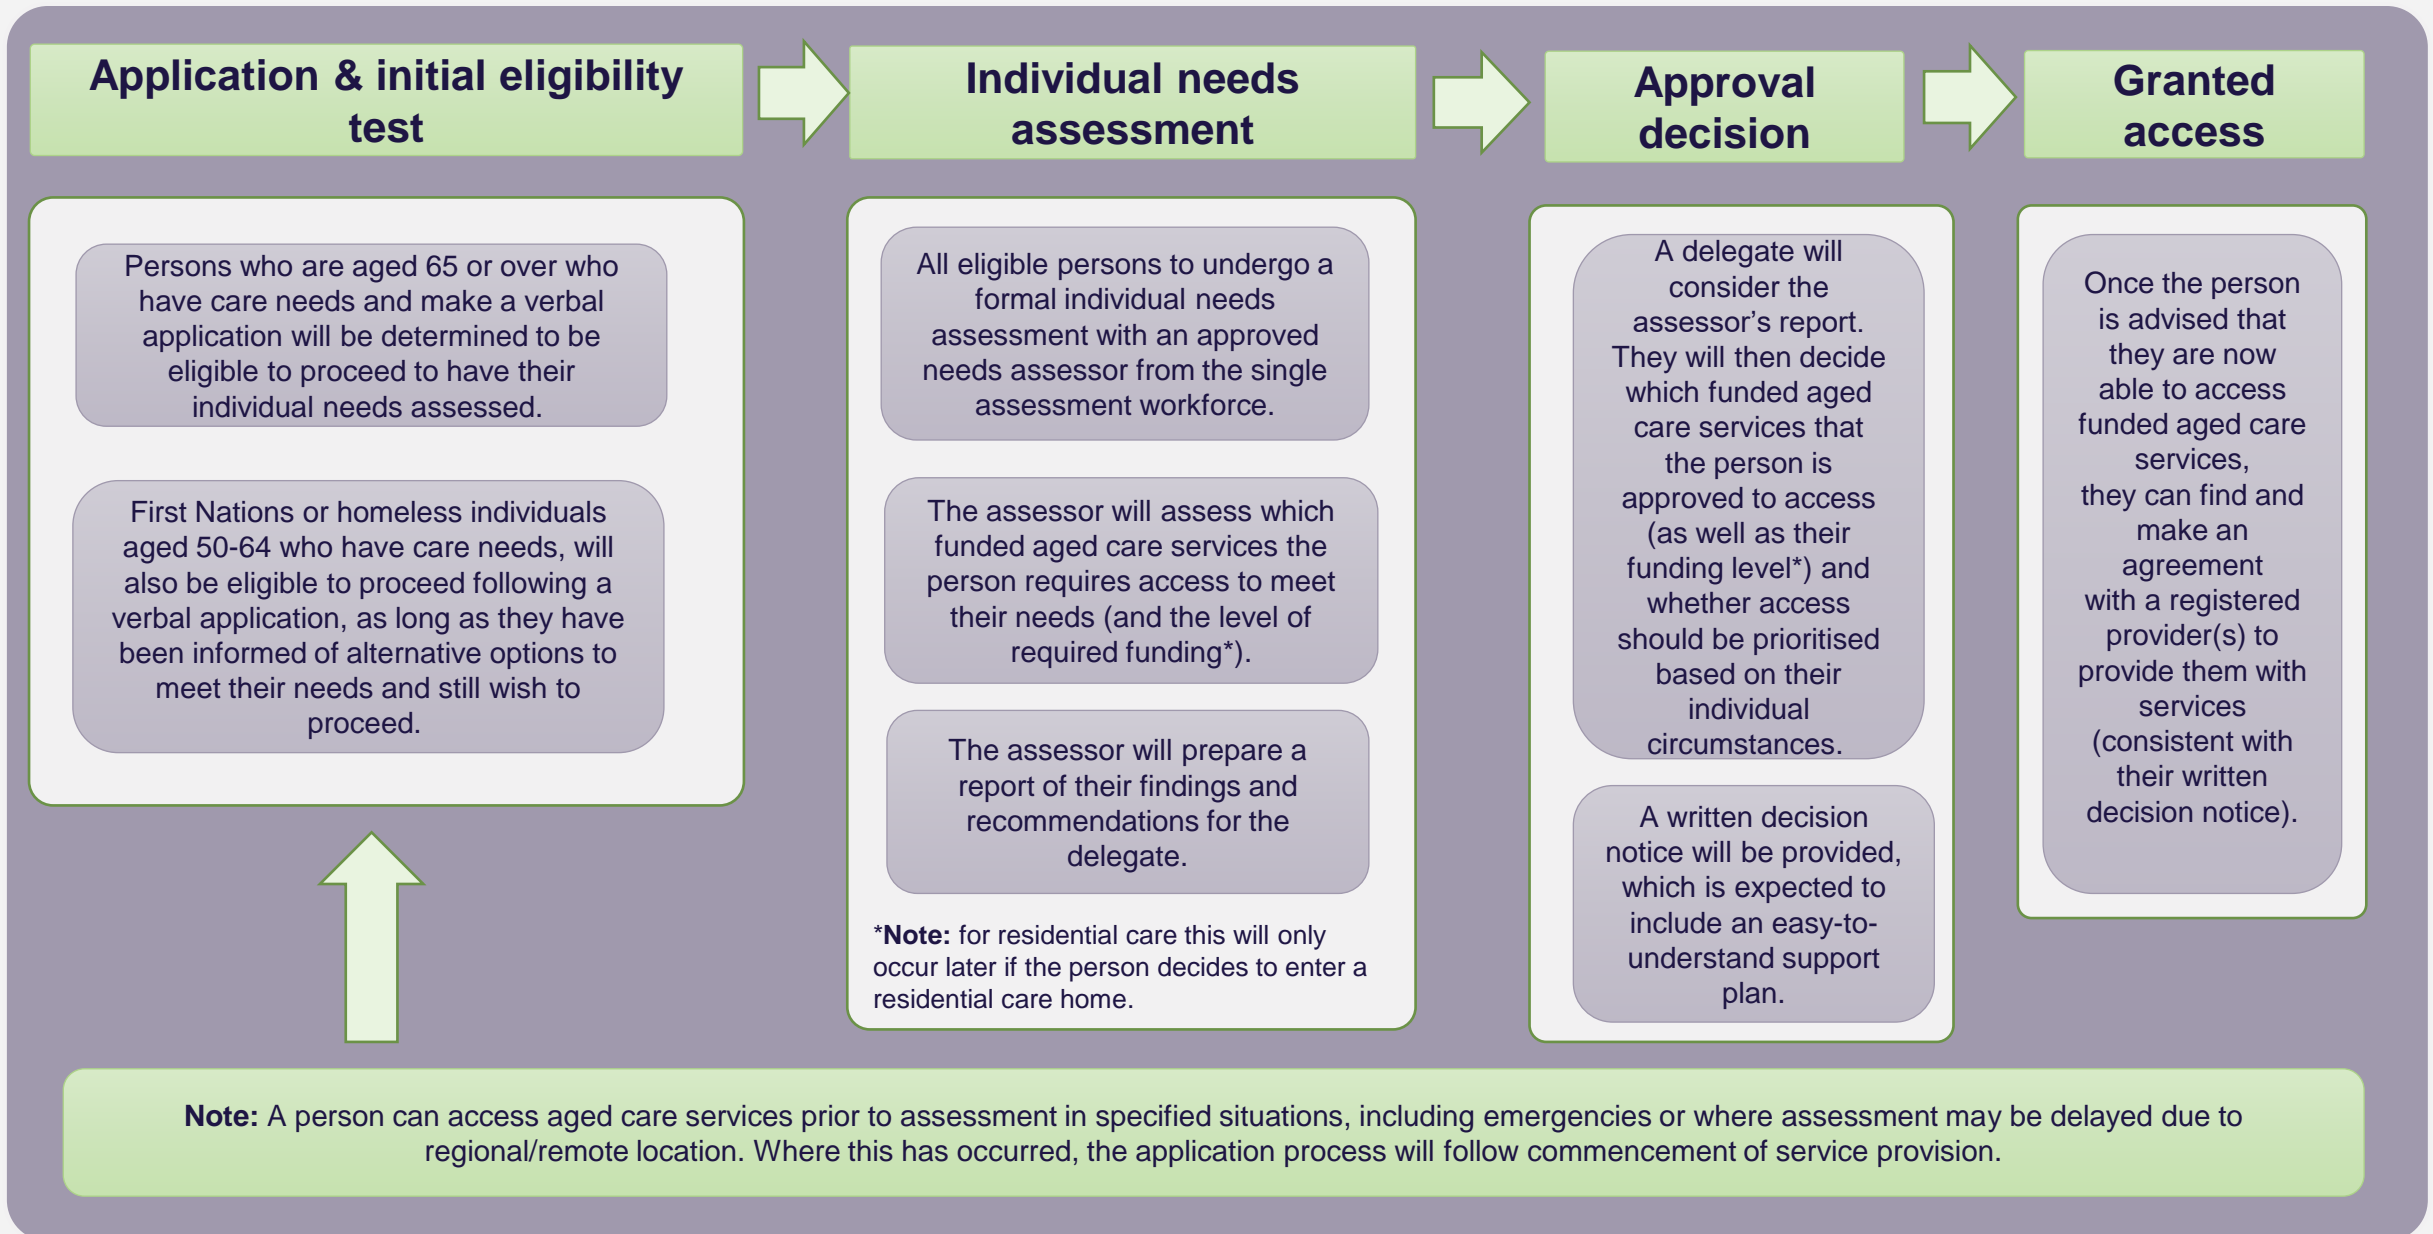 Application & initial eligibility
test
Individual needs
assessment
Approval
decision
Granted
access
Persons who are aged 65 or over who
have care needs and make a verbal
application will be determined to be
eligible to proceed to have their
individual needs assessed.
First Nations or homeless individuals
aged 50-64 who have care needs, will
also be eligible to proceed following a
verbal application, as long as they have
been informed of alternative options to
meet their needs and still wish to
proceed.
All eligible persons to undergo a
formal individual needs
assessment with an approved
needs assessor from the single
assessment workforce.
The assessor will assess which
funded aged care services the
person requires access to meet
their needs (and the level of
required funding*).
The assessor will prepare a
report of their findings and
recommendations for the
delegate.
*Note: for residential care this will only
occur later if the person decides to enter a
residential care home.
A delegate will
consider the
assessor’s report.
They will then decide
which funded aged
care services that
the person is
approved to access
(as well as their
funding level*) and
whether access
should be prioritised
based on their
individual
circumstances.
A written decision
notice will be provided,
which is expected to
include an easy-to-
understand support
plan.
Once the person
is advised that
they are now
able to access
funded aged care
services,
they can find and
make an
agreement
with a registered
provider(s) to
provide them with
services
(consistent with
their written
decision notice).
Note: A person can access aged care services prior to assessment in specified situations, including emergencies or where assessment may be delayed due to
regional/remote location. Where this has occurred, the application process will follow commencement of service provision.